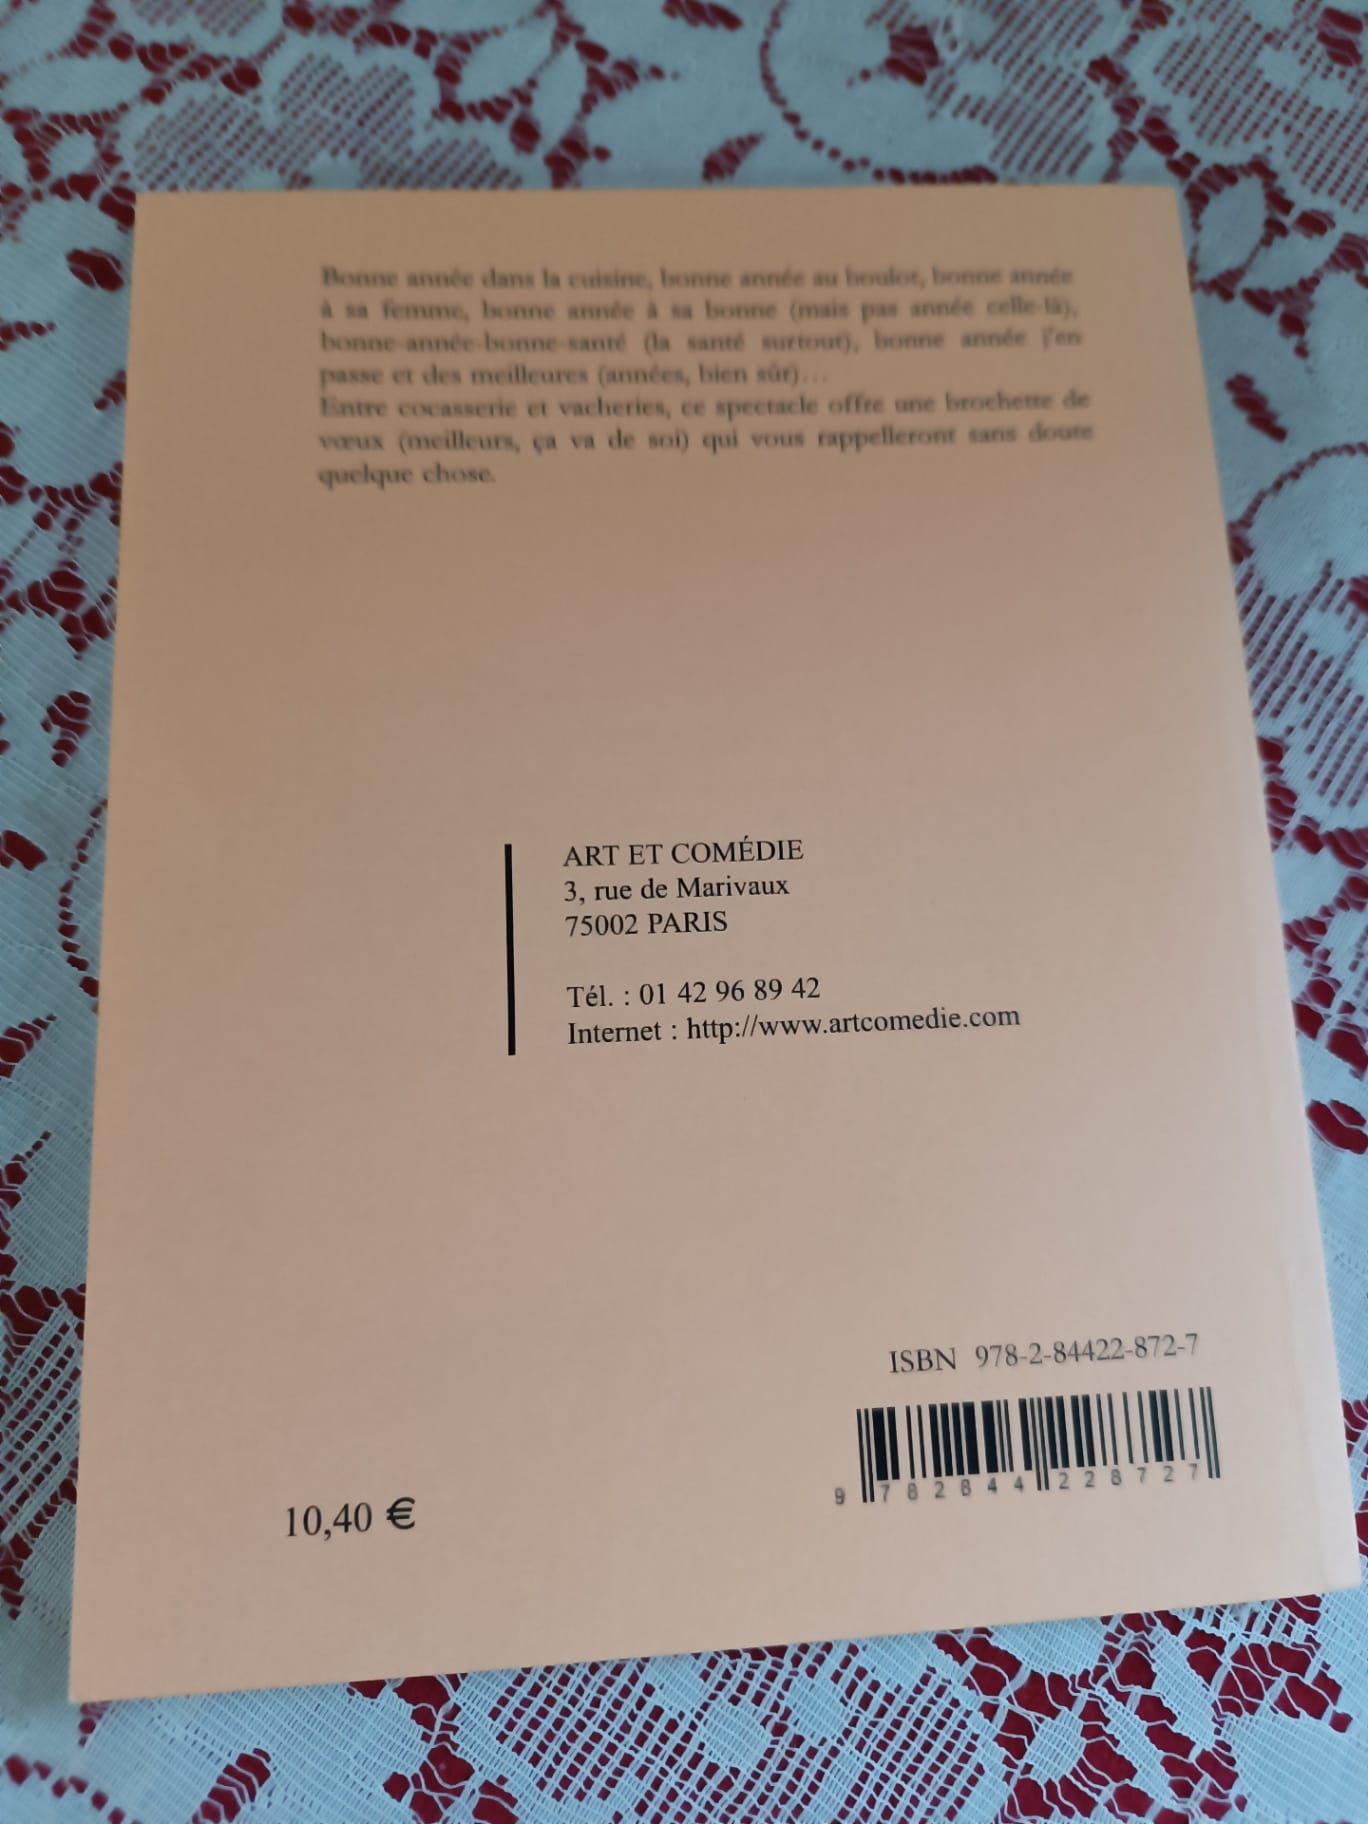 Bonne année dans la cuisine, bonne année au boulot, bonne année
à sa femme, bonne année à sa bonne (mais pas année celle-là),
bonne-année-bonne-santé (la santé surtout), bonne année j'en
passe et des meilleures (années, bien sûr)…
Entre cocasserie et vacheries, ce spectacle offre une brochette de
vœux (meilleurs, ça va de soi) qui vous rappelleront sans doute
quelque chose.
ART ET COMÉDIE
3, rue de Marivaux
75002 PARIS
Tél. : 01 42 96 89 42
Internet : http://www.artcomedie.com
ISBN 978-2-84422-872-7
9 782844 228727
10,40 €